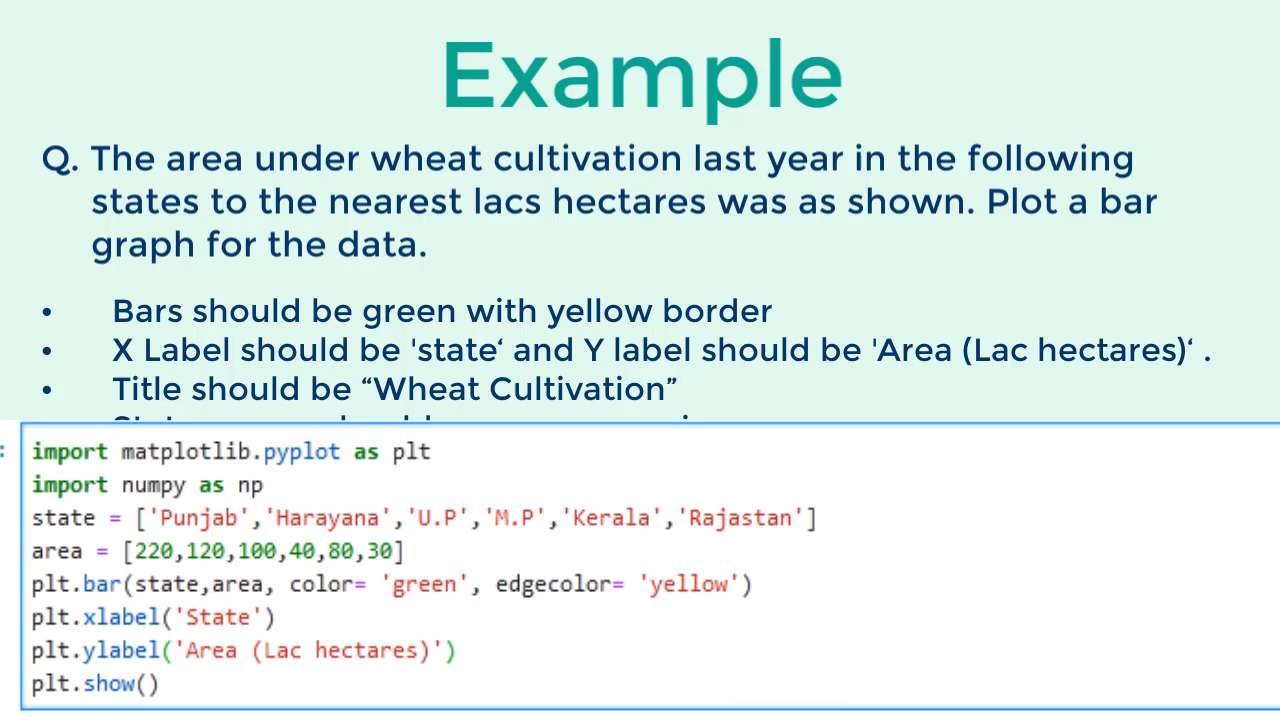 Example
Q. The area under wheat cultivation last year in the following
states to the nearest lacs hectares was as shown. Plot a bar
graph for the data.
• Bars should be green with yellow border
• X Label should be 'state‘ and Y label should be 'Area (Lac hectares)‘ .
• Title should be “Wheat Cultivation”
import matplotlib.pyplot as plt
import numpy as np
state = ['Punjab','Harayana','U.P','M.P','Kerala','Rajastan']
area = [220,120,100,40,80,30]
plt.bar(state,area, color= 'green', edgecolor= 'yellow')
plt.xlabel('State')
plt.ylabel('Area (Lac hectares)')
plt.show()